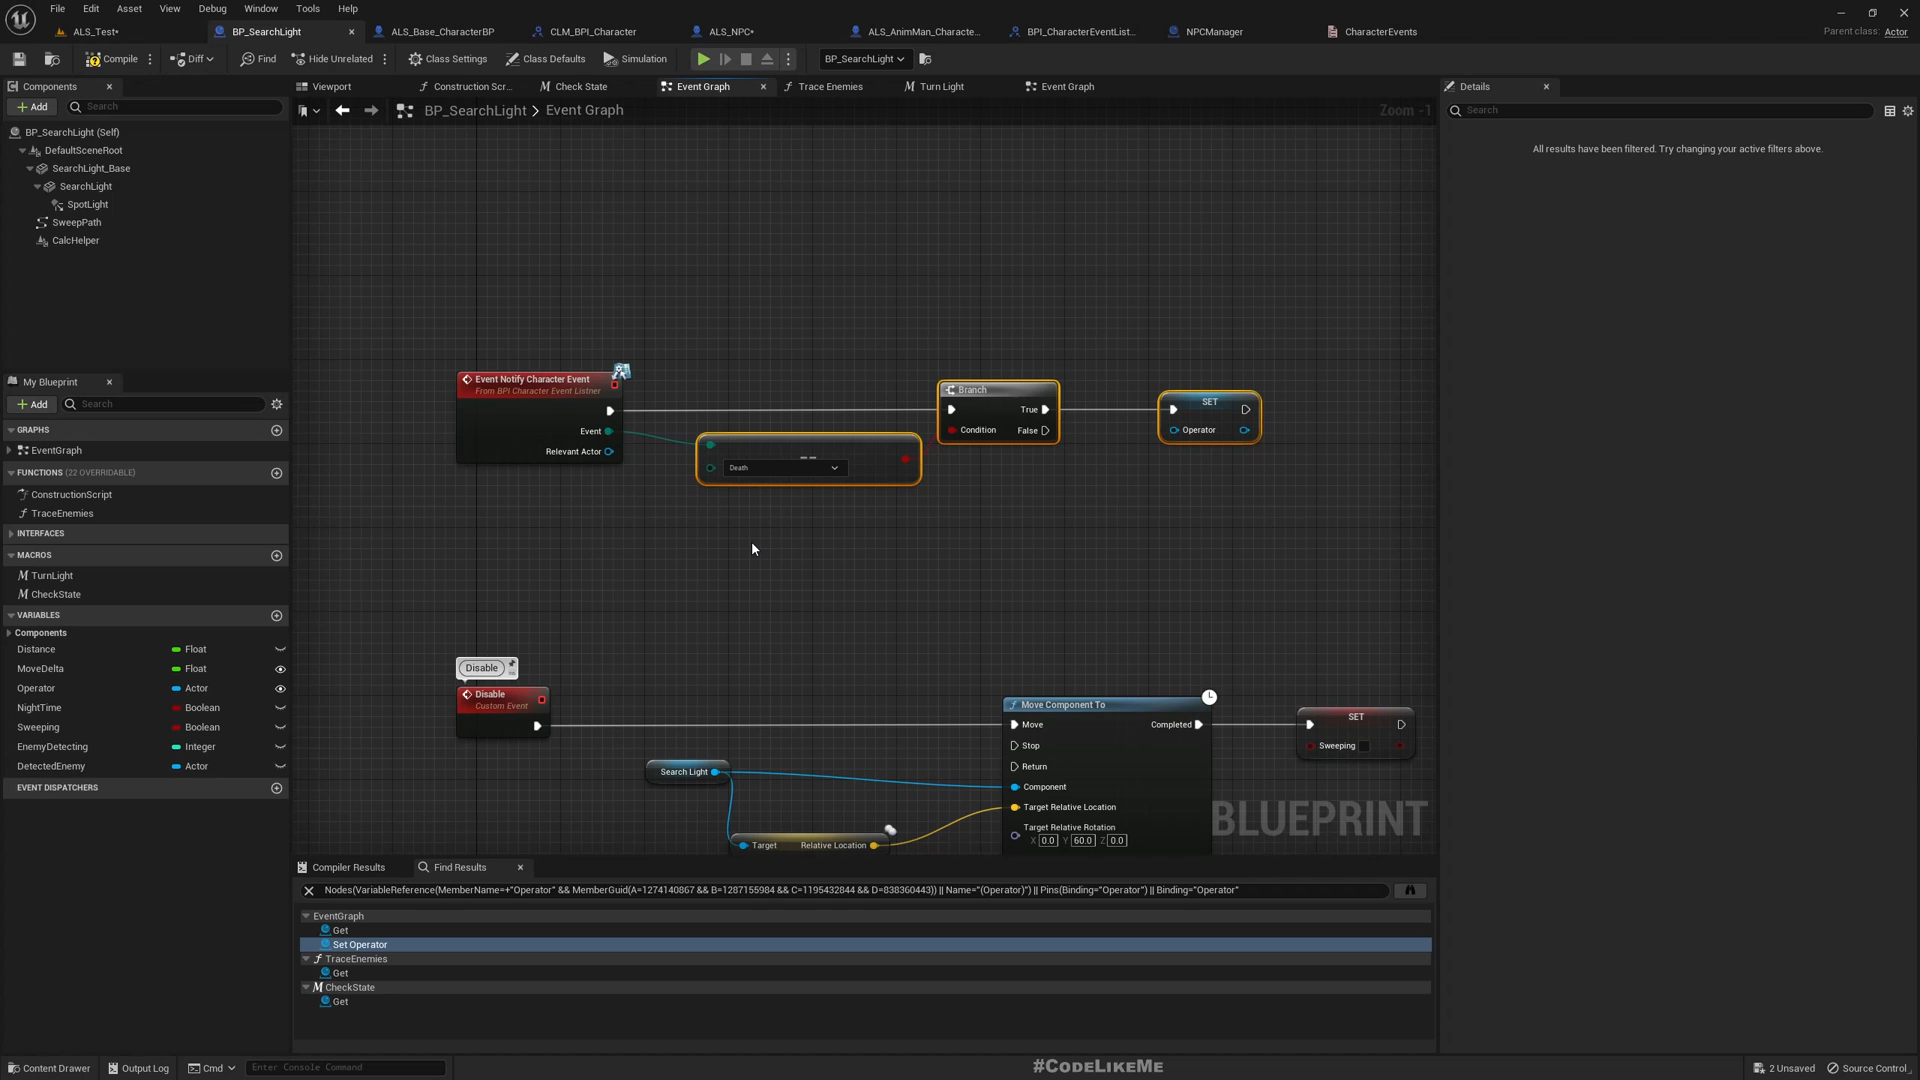 File Edit Asset View Debug Window Tools Help
ALS_Test*
BP_SearchLight
ALS_Base_CharacterBP
CLM_BPI_Character
ALS_NPC*
ALS_AnimMan_Characte...
BPI_CharacterEventList...
NPCManager
CharacterEvents
Parent class: Actor
Compile
Diff
Find
Hide Unrelated
Class Settings
Class Defaults
Simulation
BP_SearchLight
Components
Add
Search
BP_SearchLight (Self)
DefaultSceneRoot
SearchLight_Base
SearchLight
SpotLight
SweepPath
CalcHelper
My Blueprint
Add
Search
GRAPHS
EventGraph
FUNCTIONS (22 OVERRIDABLE)
ConstructionScript
TraceEnemies
INTERFACES
MACROS
TurnLight
CheckState
VARIABLES
Components
Distance Float
MoveDelta Float
Operator Actor
NightTime Boolean
Sweeping Boolean
EnemyDetecting Integer
DetectedEnemy Actor
EVENT DISPATCHERS
Viewport
Construction Scr...
Check State
Event Graph
Trace Enemies
Turn Light
Event Graph
BP_SearchLight > Event Graph
Zoom -1
Event Notify Character Event
From BPI Character Event Listner
Event
Relevant Actor
==
Death
Branch
True
Condition False
SET
Operator
Disable
Disable
Custom Event
Search Light
Target Relative Location
Move Component To
Move Completed
Stop
Return
Component
Target Relative Location
Target Relative Rotation
X 0.0 Y 60.0 Z 0.0
SET
Sweeping
BLUEPRINT
Compiler Results
Find Results
Nodes(VariableReference(MemberName=+"Operator" && MemberGuid(A=1274140867 && B=1287155984 && C=1195432844 && D=838360443)) || Name="(Operator)") || Pins(Binding="Operator") || Binding="Operator"
EventGraph
Get
Set Operator
TraceEnemies
Get
CheckState
Get
Details
Search
All results have been filtered. Try changing your active filters above.
Content Drawer
Output Log
Cmd
Enter Console Command
#CODELIKEME
2 Unsaved
Source Control